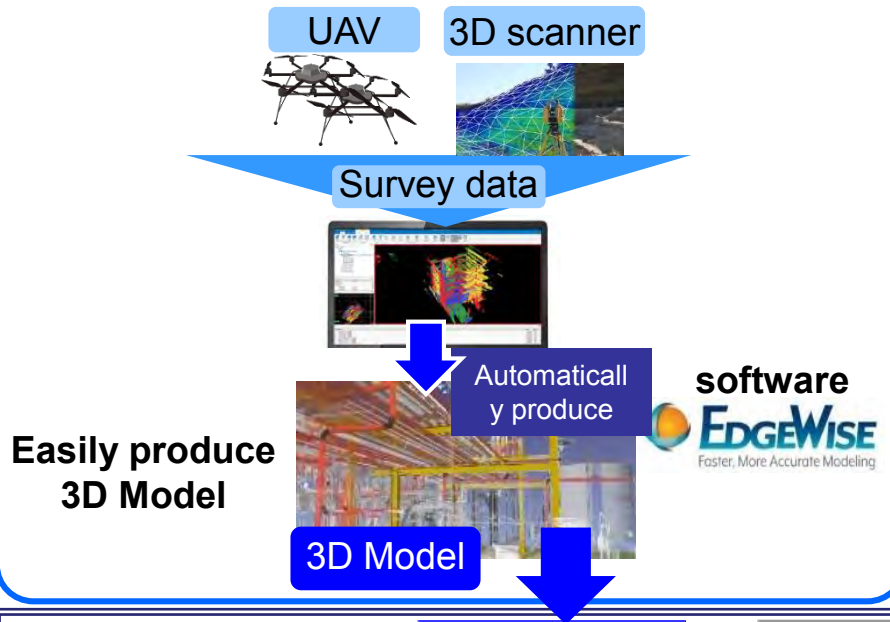 UAV
3D scanner
Survey data
Automaticall
y produce
software
EDGEWISE
Faster, More Accurate Modeling
Easily produce
3D Model
3D Model